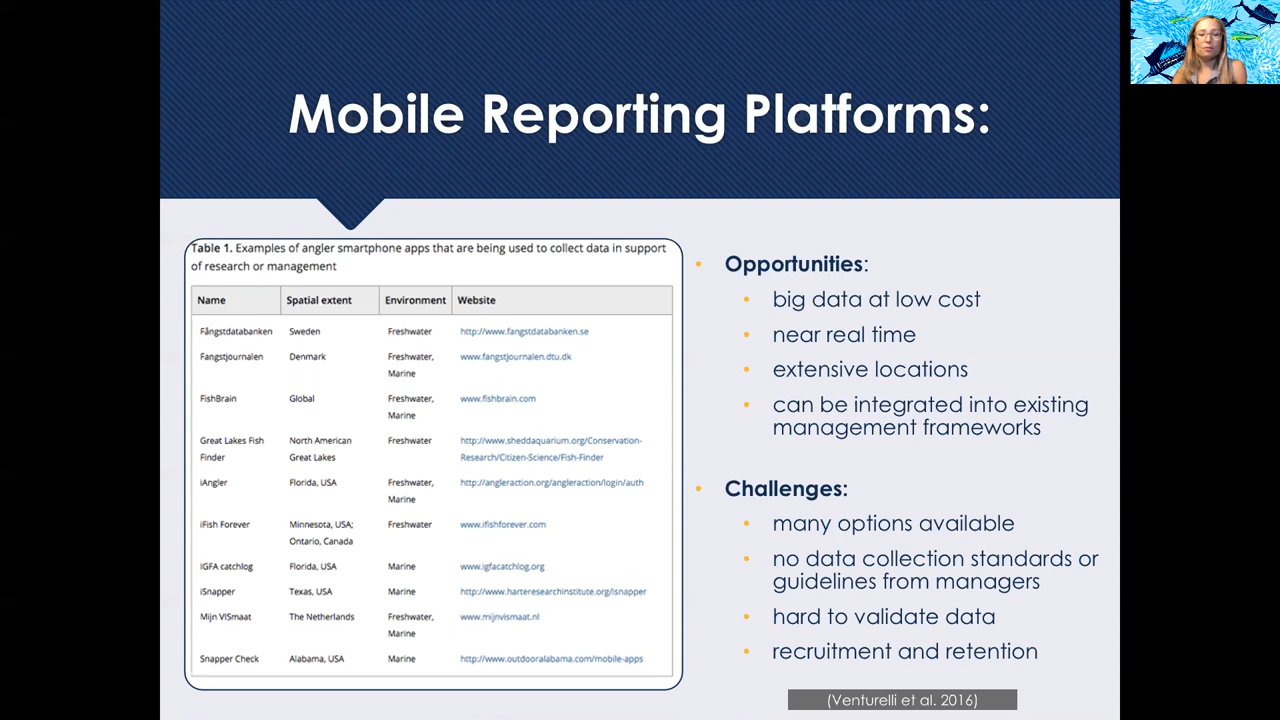 Mobile Reporting Platforms:
Table 1. Examples of angler smartphone apps that are being used to collect data in support
of research or management
Name Spatial extent Environment Website
Fångstdatabanken Sweden Freshwater http://www.fangstdatabanken.se
Fangstjournalen Denmark Freshwater, www.fangstjournalen.dtu.dk
Marine
FishBrain Global Freshwater, www.fishbrain.com
Marine
Great Lakes Fish North American Freshwater http://www.sheddaquarium.org/Conservation-
Finder Great Lakes Research/Citizen-Science/Fish-Finder
iAngler Florida, USA Freshwater, http://angleraction.org/angleraction/login/auth
Marine
iFish Forever Minnesota, USA; Freshwater www.ifishforever.com
Ontario, Canada
IGFA catchlog Florida, USA Marine www.igfacatchlog.org
iSnapper Texas, USA Marine http://www.harteresearchinstitute.org/isnapper
Mijn VISmaat The Netherlands Freshwater, www.mijnvismaat.nl
Marine
Snapper Check Alabama, USA Marine http://www.outdooralabama.com/mobile-apps
• Opportunities:
• big data at low cost
• near real time
• extensive locations
• can be integrated into existing
management frameworks
• Challenges:
• many options available
• no data collection standards or
guidelines from managers
• hard to validate data
• recruitment and retention
(Venturelli et al. 2016)